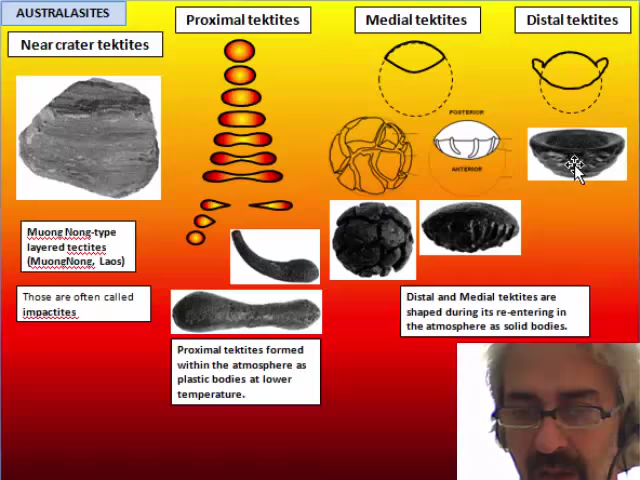 AUSTRALASITES
Near crater tektites
Proximal tektites
Medial tektites
Distal tektites
POSTERIOR
ANTERIOR
Muong Nong-type
layered tectites
(MuongNong, Laos)
Those are often called
impactites
Proximal tektites formed
within the atmosphere as
plastic bodies at lower
temperature.
Distal and Medial tektites are
shaped during its re-entering in
the atmosphere as solid bodies.